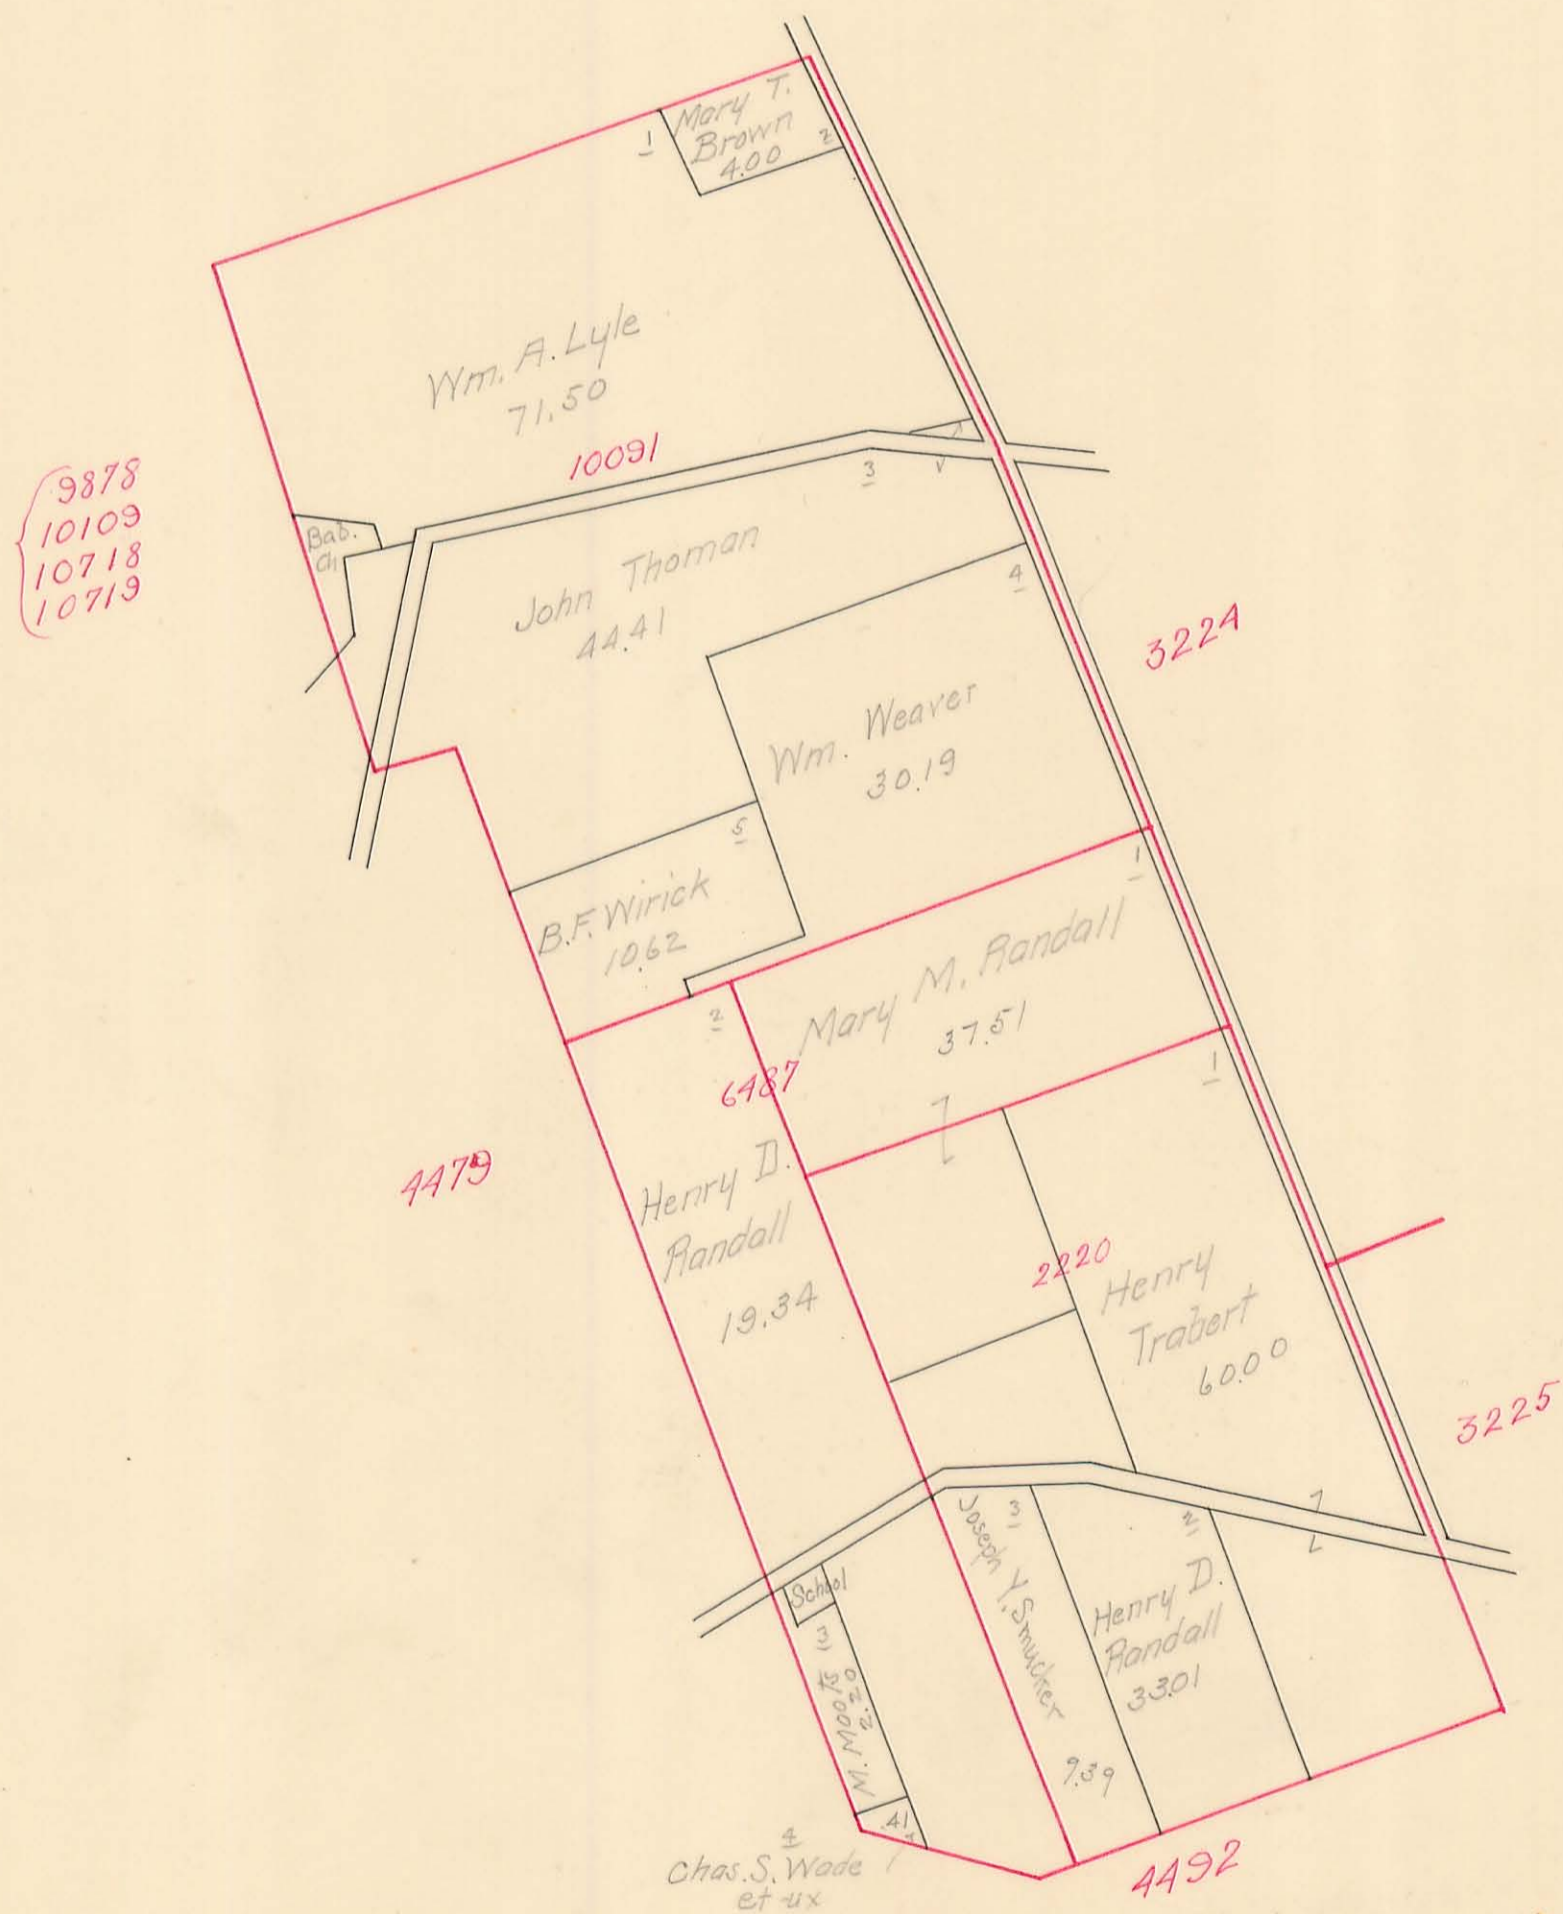 Mary T.
Brown
4.00
1
2
Wm. A. Lyle
71.50
10091
3
9878
10109
10718
10719
John Thoman
44.41
4
3224
Wm. Weaver
30.19
5
B.F. Wirick
10.62
1
Mary M. Randall
37.51
2
6487
1
4479
Henry D.
Randall
19.34
2220
Henry
Trabert
60.00
3225
School
3
2.20
4
Chas. S. Wade
et ux
.41
3
Joseph Y. Smucker
9.39
2
Henry D.
Randall
33.01
4492